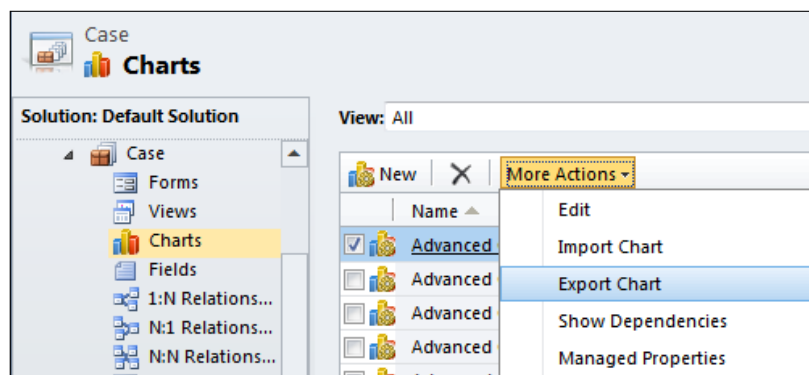 Case
Charts
Solution: Default Solution
Case
Forms
Views
Charts
Fields
1:N Relations...
N:1 Relations...
N:N Relations...
View: All
New
More Actions
Name
Advanced
Advanced
Advanced
Advanced
Edit
Import Chart
Export Chart
Show Dependencies
Managed Properties